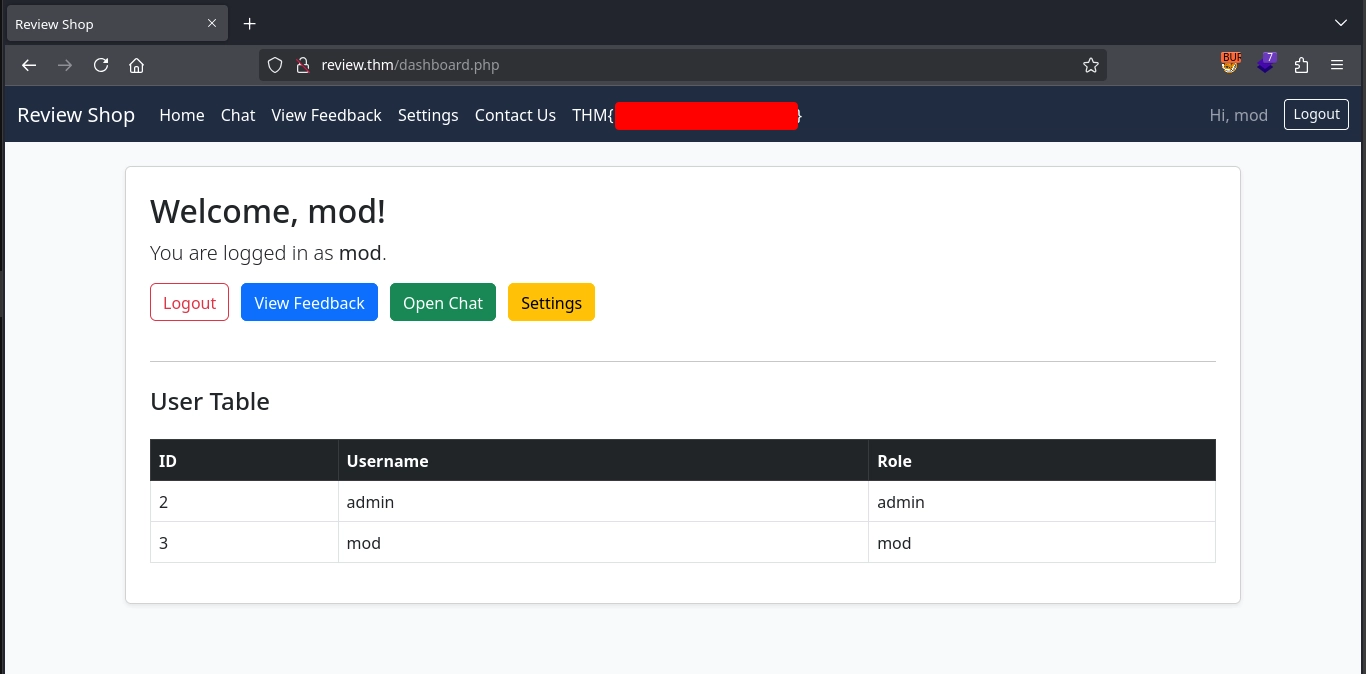 Review Shop
review.thm/dashboard.php BUR 7
Review Shop Home Chat View Feedback Settings Contact Us THM{ } Hi, mod Logout
Welcome, mod!
You are logged in as mod.
Logout View Feedback Open Chat Settings
User Table
ID Username Role
2 admin admin
3 mod mod